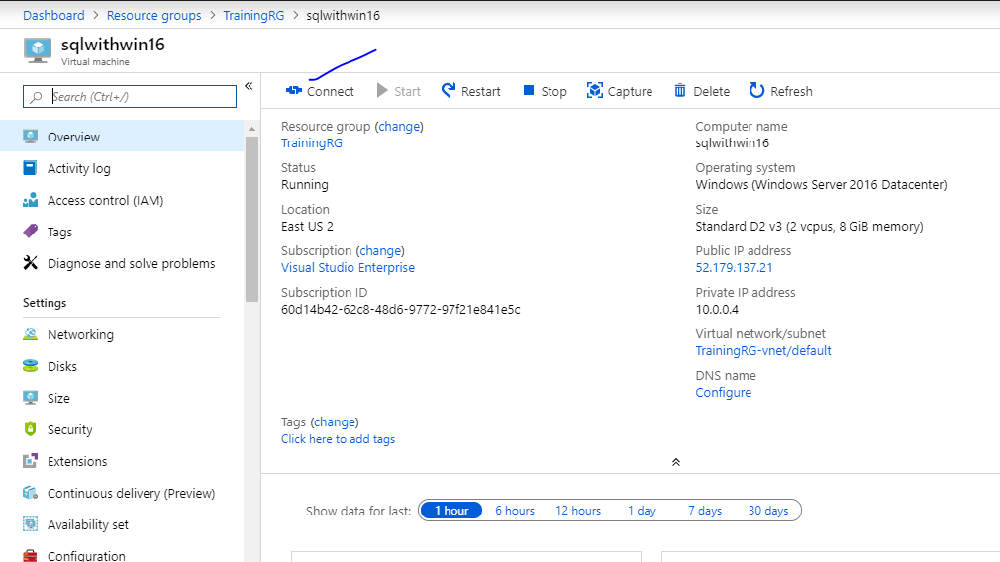 Dashboard > Resource groups > TrainingRG > sqlwithwin16
sqlwithwin16
Virtual machine
Search (Ctrl+/)
«
Overview
Activity log
Access control (IAM)
Tags
Diagnose and solve problems
Settings
Networking
Disks
Size
Security
Extensions
Continuous delivery (Preview)
Availability set
Configuration
Connect Start Restart Stop Capture Delete Refresh
Resource group (change)
TrainingRG
Status
Running
Location
East US 2
Subscription (change)
Visual Studio Enterprise
Subscription ID
60d14b42-62c8-48d6-9772-97f21e841e5c
Computer name
sqlwithwin16
Operating system
Windows (Windows Server 2016 Datacenter)
Size
Standard D2 v3 (2 vcpus, 8 GiB memory)
Public IP address
52.179.137.21
Private IP address
10.0.0.4
Virtual network/subnet
TrainingRG-vnet/default
DNS name
Configure
Tags (change)
Click here to add tags
Show data for last: 1 hour 6 hours 12 hours 1 day 7 days 30 days